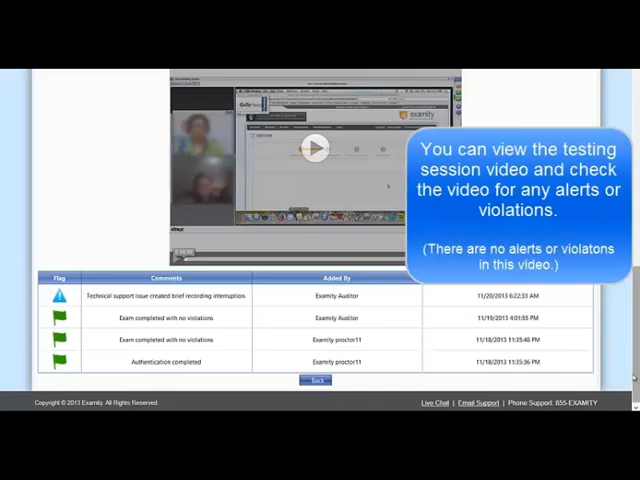 examity
You can view the testing
session video and check
the video for any alerts or
violations.
(There are no alerts or violatons
in this video.)
Flag Comments Added By
Technical support issue created brief recording interruption. Examity Auditor 11/20/2013 6:22:33 AM
Exam completed with no violations Examity Auditor 11/19/2013 4:01:55 PM
Exam completed with no violations Examity proctor11 11/18/2013 11:35:40 PM
Authentication completed Examity proctor11 11/18/2013 11:35:36 PM
Back
Copyright © 2013 Examity. All Rights Reserved. Live Chat | Email Support | Phone Support: 855-EXAMITY